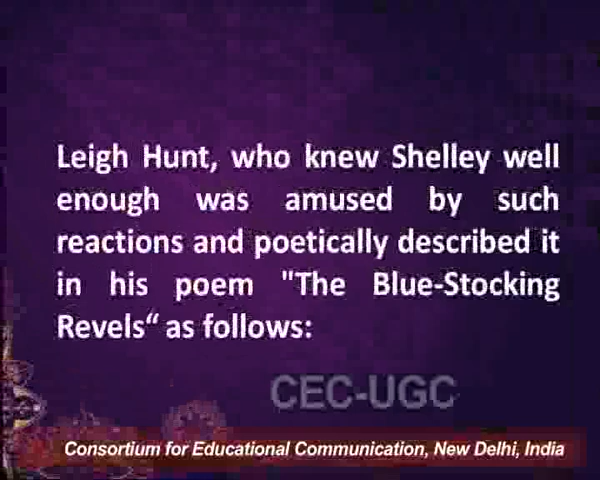 Leigh Hunt, who knew Shelley well
enough was amused by such
reactions and poetically described it
in his poem "The Blue-Stocking
Revels“ as follows:
CEC-UGC
Consortium for Educational Communication, New Delhi, India